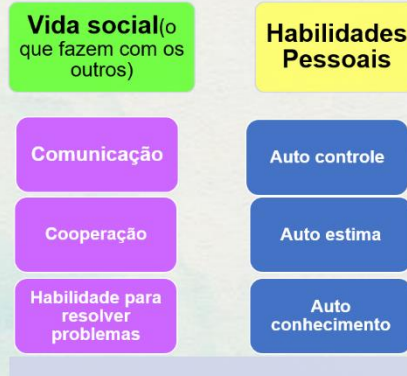 Vida social(o
que fazem com os
outros)
Habilidades
Pessoais
Comunicação
Auto controle
Cooperação
Auto estima
Habilidade para
resolver
problemas
Auto
conhecimento